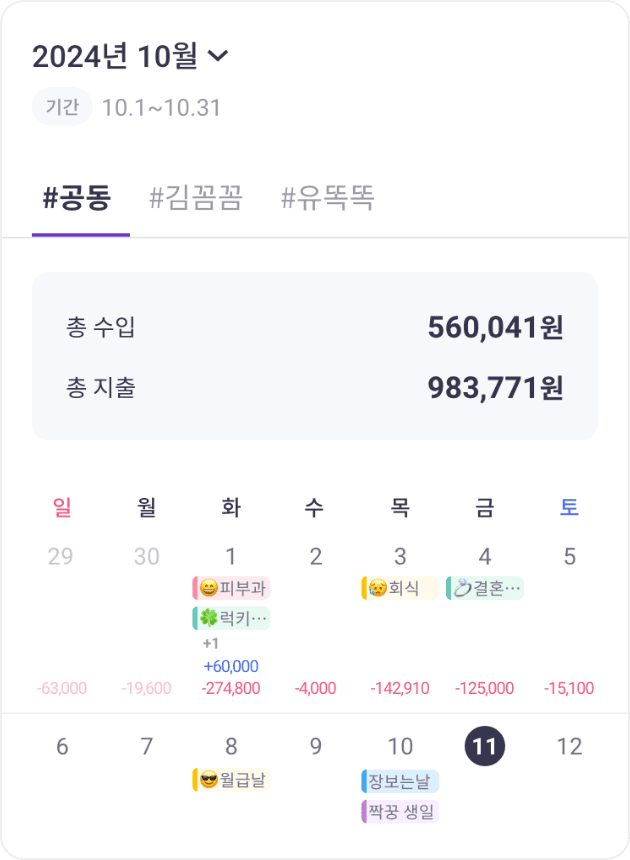 2024년 10월
기간 10.1~10.31
#공동 #김꼼꼼 #유똑똑
총 수입 560,041원
총 지출 983,771원
일 월 화 수 목 금 토
29 30 1 2 3 4 5
😄피부과 😥회식 💍결혼…
🍀럭키…
+1
+60,000
-63,000 -19,600 -274,800 -4,000 -142,910 -125,000 -15,100
6 7 8 9 10 11 12
😎월급날 장보는날
짝꿍 생일